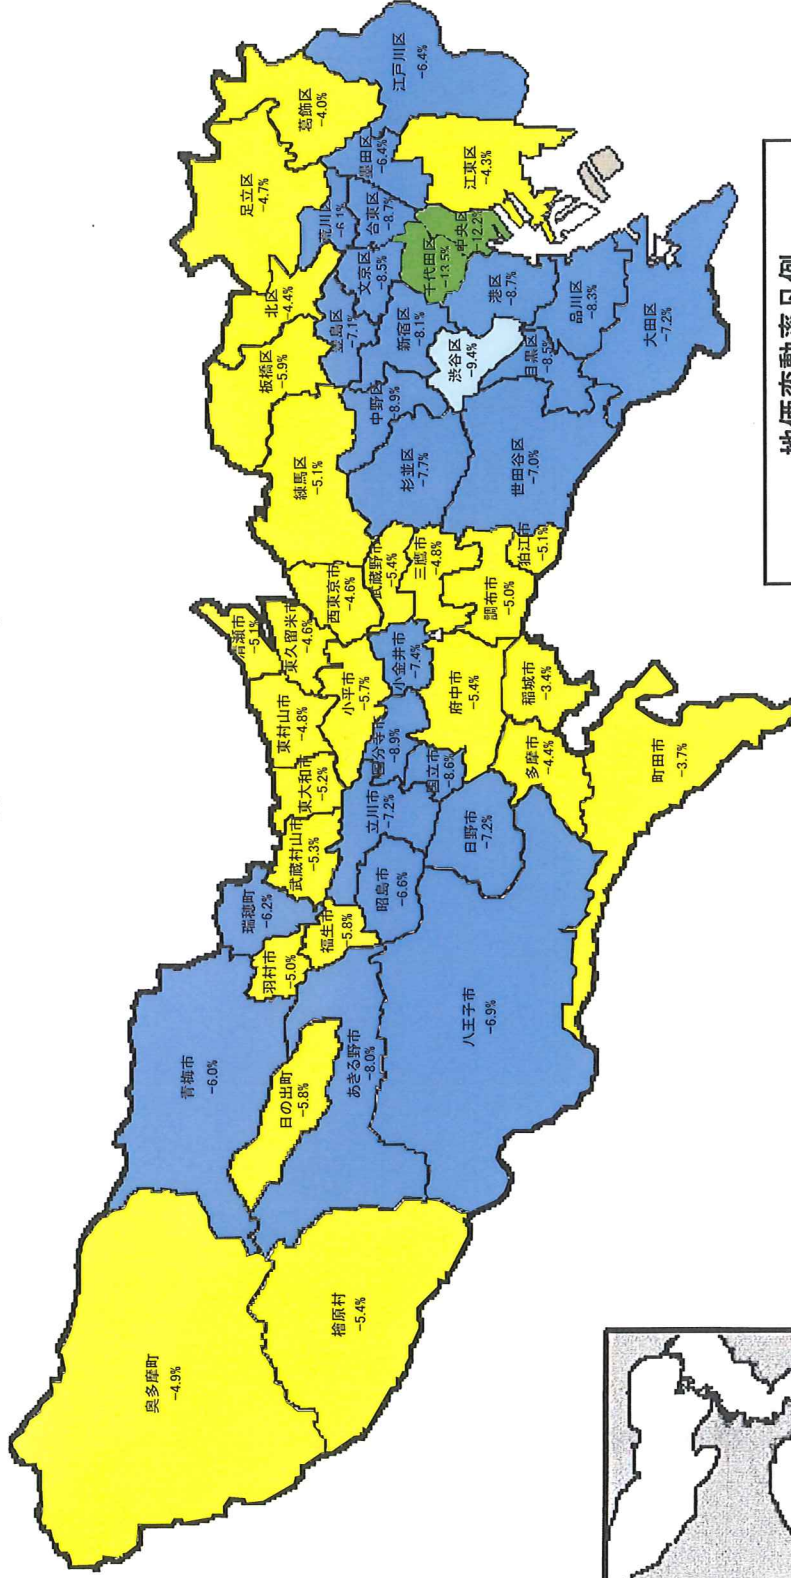 奥多摩町
-4.9%
檜原村
-5.4%
青梅市
-6.0%
日の出町
-5.8%
あきる野市
-8.0%
八王子市
-6.9%
瑞穂町
-6.2%
羽村市
-5.0%
福生市
-5.8%
武蔵村山市
-5.3%
昭島市
-6.6%
立川市
-7.2%
日野市
-7.2%
東大和市
-5.2%
東村山市
-4.8%
清瀬市
-5.1%
東久留米市
-4.6%
小平市
-5.7%
国分寺市
-8.9%
国立市
-8.6%
小金井市
-7.4%
府中市
-5.4%
多摩市
-4.4%
稲城市
-3.4%
町田市
-3.7%
西東京市
-4.6%
武蔵野市
-5.4%
三鷹市
-4.8%
調布市
-5.0%
狛江市
-5.1%
練馬区
-5.1%
板橋区
-5.9%
北区
-4.4%
足立区
-4.7%
葛飾区
-4.0%
江戸川区
-6.4%
墨田区
-6.4%
荒川区
-6.1%
台東区
-8.7%
文京区
-8.5%
豊島区
-7.1%
新宿区
-8.1%
中野区
-8.9%
杉並区
-7.7%
世田谷区
-7.0%
渋谷区
-9.4%
目黒区
-8.5%
港区
-8.7%
品川区
-8.3%
大田区
-7.2%
千代田区
-13.5%
中央区
-12.2%
江東区
-4.3%
地価変動率凡例